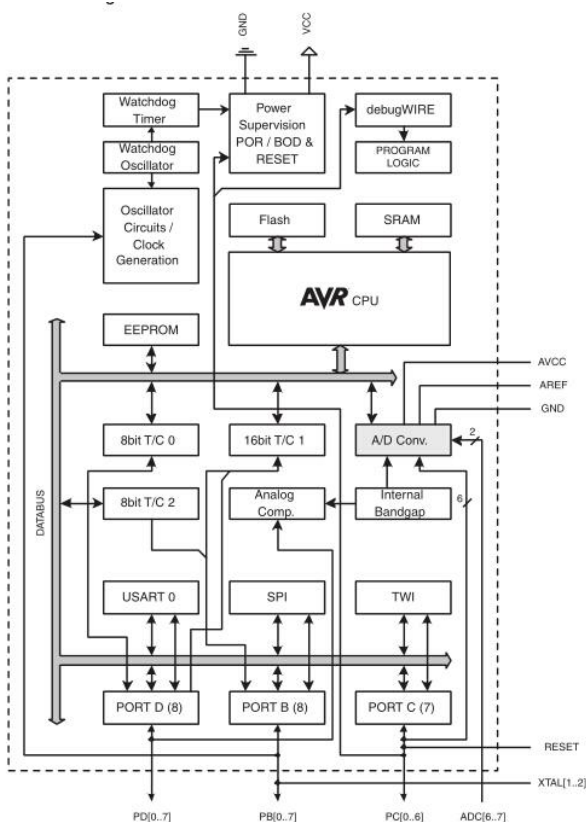 GND
VCC
Watchdog
Timer
Power
Supervision
POR / BOD &
RESET
debugWIRE
Watchdog
Oscillator
PROGRAM
LOGIC
Oscillator
Circuits /
Clock
Generation
Flash
SRAM
AVR CPU
EEPROM
AVCC
AREF
GND
8bit T/C 0
16bit T/C 1
A/D Conv.
2
DATABUS
8bit T/C 2
Analog
Comp.
Internal
Bandgap
6
USART 0
SPI
TWI
PORT D (8)
PORT B (8)
PORT C (7)
RESET
XTAL[1..2]
PD[0..7]
PB[0..7]
PC[0..6]
ADC[6..7]